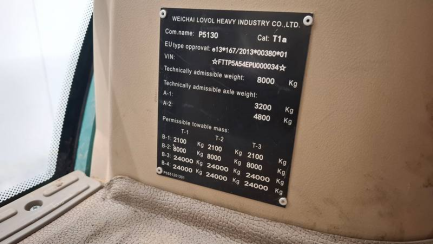 WEICHAI LOVOL HEAVY INDUSTRY CO.,LTD.
Com.name: P5130 Cat: T1a
EU type opproval: e13*167/2013*00380*01
VIN: ☆FTTP5A54EPU000034☆
Technically admissible weight: 8000 Kg
Technically admissible axle weight:
A-1: 3200 Kg
A-2: 4800 Kg
Permissible towable mass:
T-1 T-2 T-3
B-1: 2100 Kg 2100 Kg 2100 Kg
B-2: 8000 Kg 8000 Kg 8000 Kg
B-3: 24000 Kg 24000 Kg 24000 Kg
B-4: 24000 Kg 24000 Kg 24000 Kg